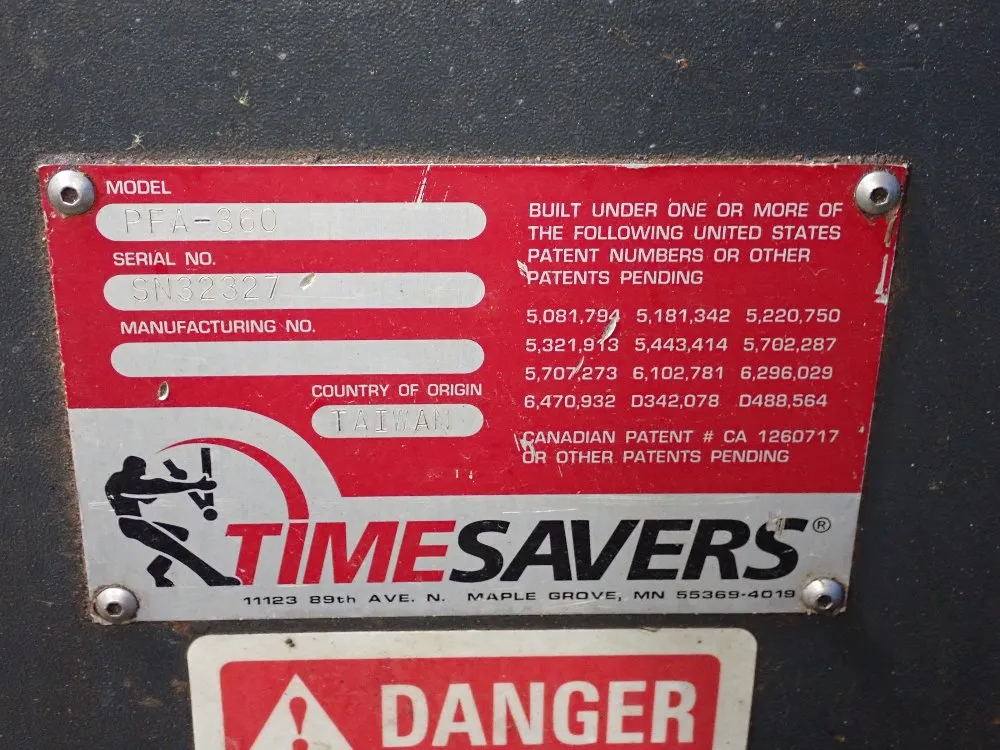 MODEL
PFA-360
SERIAL NO.
SN32327
MANUFACTURING NO.
COUNTRY OF ORIGIN
TAIWAN
BUILT UNDER ONE OR MORE OF
THE FOLLOWING UNITED STATES
PATENT NUMBERS OR OTHER
PATENTS PENDING
5,081,794 5,181,342 5,220,750
5,321,913 5,443,414 5,702,287
5,707,273 6,102,781 6,296,029
6,470,932 D342,078 D488,564
CANADIAN PATENT # CA 1260717
OR OTHER PATENTS PENDING
TIMESAVERS®
11123 89th AVE. N. MAPLE GROVE, MN 55369-4019
DANGER